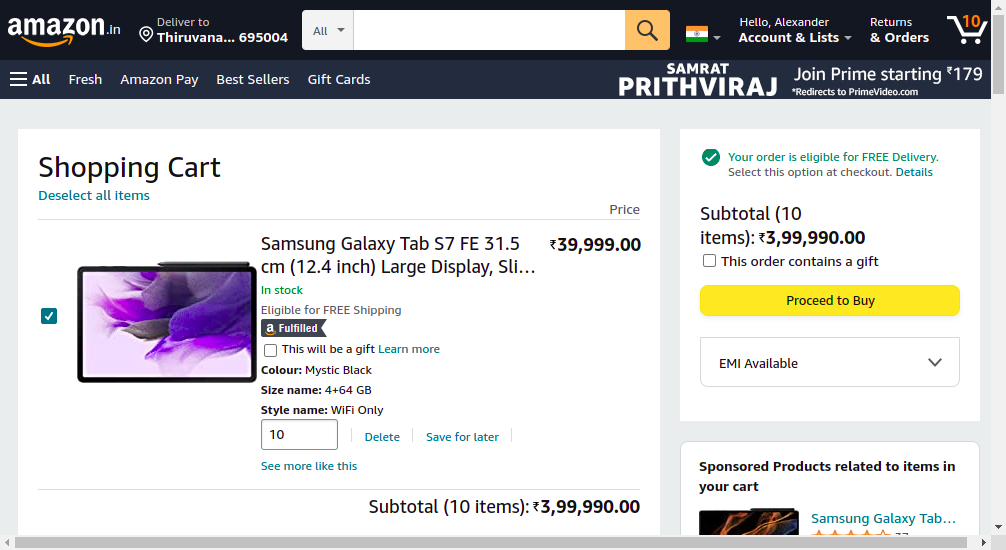 amazon.in
Deliver to
Thiruvana... 695004
All
Hello, Alexander
Account & Lists
Returns
& Orders
10
All
Fresh
Amazon Pay
Best Sellers
Gift Cards
SAMRAT
PRITHVIRAJ
Join Prime starting ₹179
*Redirects to PrimeVideo.com
Shopping Cart
Deselect all items
Price
Samsung Galaxy Tab S7 FE 31.5
cm (12.4 inch) Large Display, Sli...
₹39,999.00
In stock
Eligible for FREE Shipping
a Fulfilled
This will be a gift Learn more
Colour: Mystic Black
Size name: 4+64 GB
Style name: WiFi Only
10
Delete
Save for later
See more like this
Subtotal (10 items): ₹3,99,990.00
Your order is eligible for FREE Delivery.
Select this option at checkout. Details
Subtotal (10
items): ₹3,99,990.00
This order contains a gift
Proceed to Buy
EMI Available
Sponsored Products related to items in
your cart
Samsung Galaxy Tab...